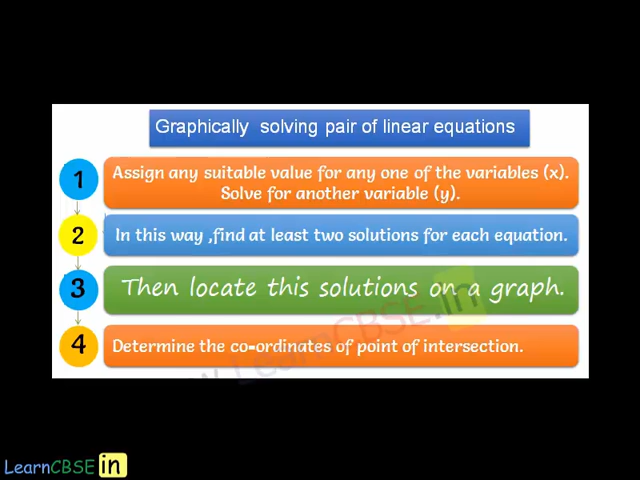 Graphically solving pair of linear equations
1
Assign any suitable value for any one of the variables (x).
Solve for another variable (y).
2
In this way ,find at least two solutions for each equation.
3
Then locate this solutions on a graph.
4
Determine the co-ordinates of point of intersection.
w LearnCBSE.in
LearnCBSE in